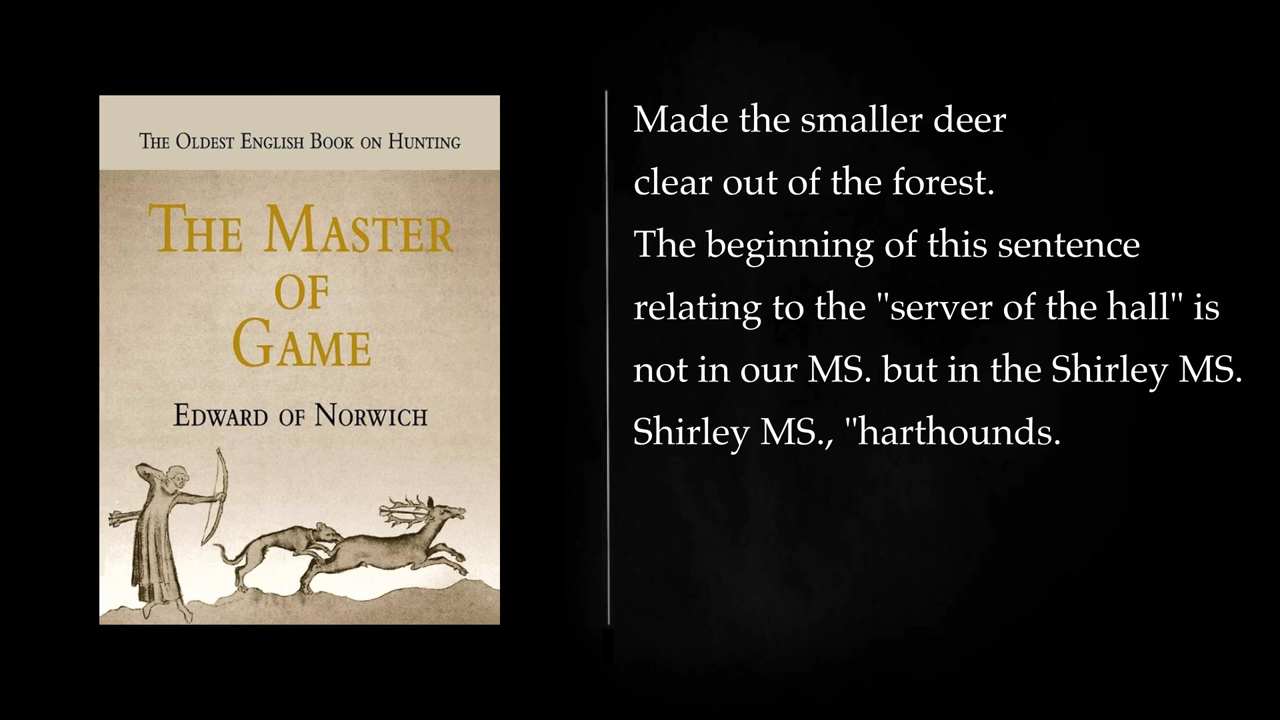 THE OLDEST ENGLISH BOOK ON HUNTING
THE MASTER
OF
GAME
EDWARD OF NORWICH
Made the smaller deer
clear out of the forest.
The beginning of this sentence
relating to the "server of the hall" is
not in our MS. but in the Shirley MS.
Shirley MS., "harthounds.